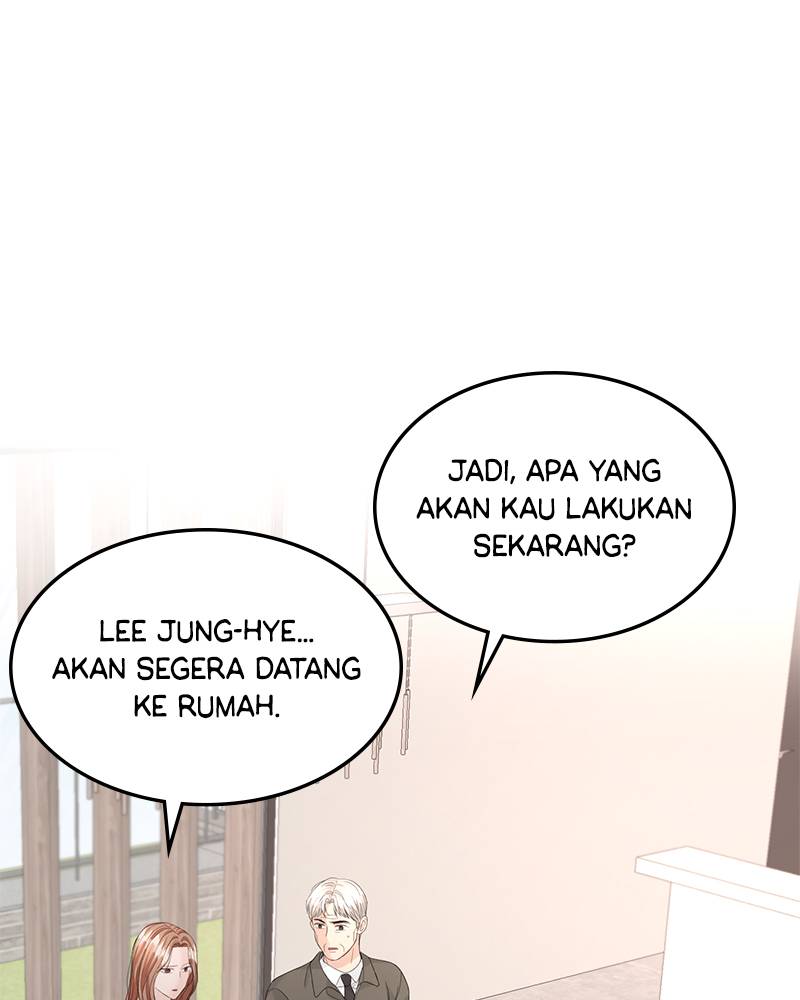 JADI, APA YANG
AKAN KAU LAKUKAN
SEKARANG?
LEE JUNG-HYE...
AKAN SEGERA DATANG
KE RUMAH.